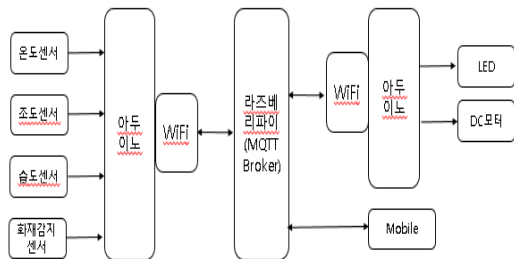 온도센서
조도센서
습도센서
화재감지
센서
아두
이노
WiFi
라즈베
리파이
(MQTT
Broker)
WiFi
아두
이노
LED
DC모터
Mobile